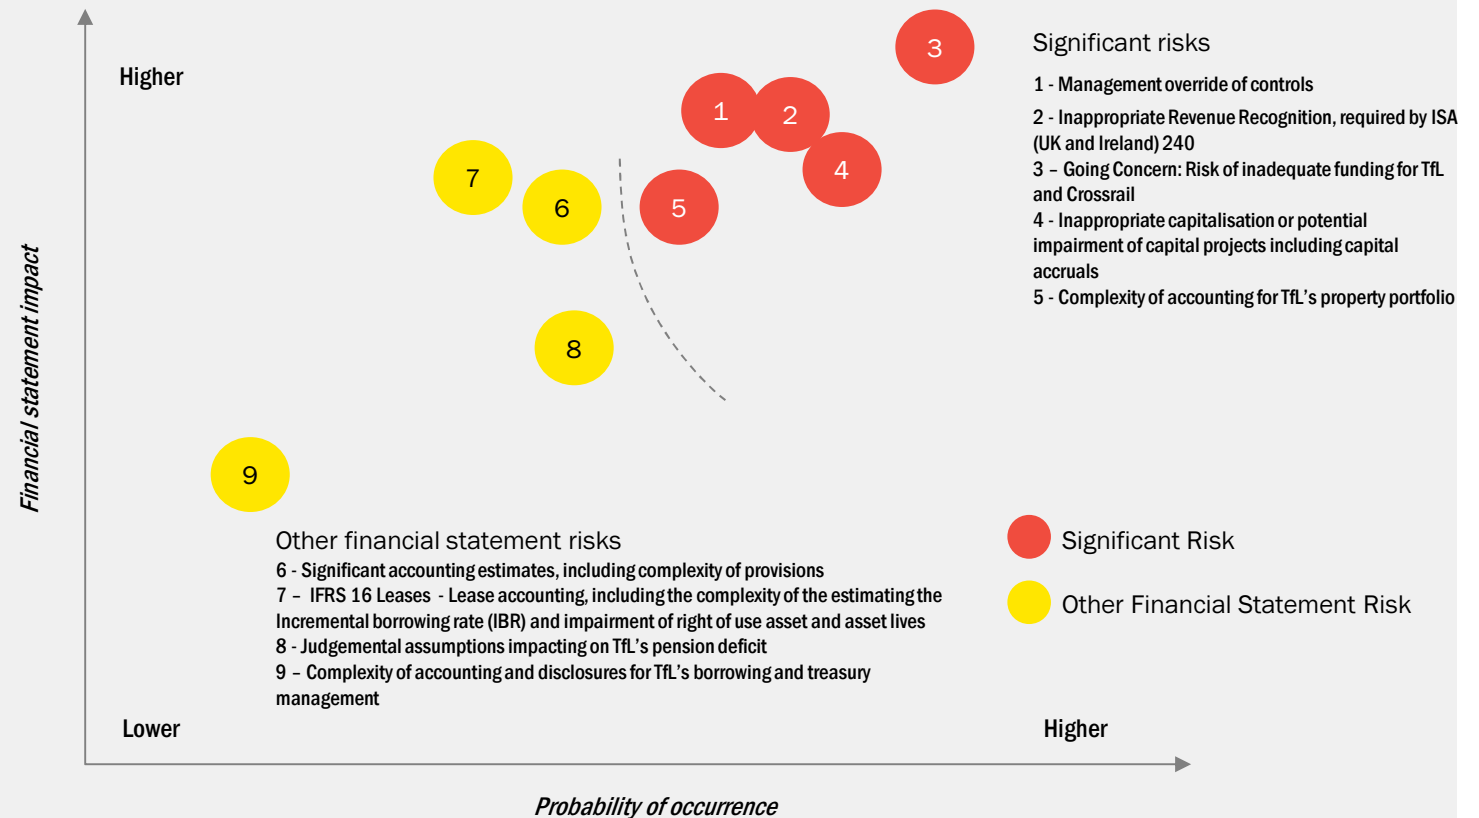 Higher
3
1
2
4
7
6
5
8
9
Financial statement impact
Significant risks
1 - Management override of controls
2 - Inappropriate Revenue Recognition, required by ISA
(UK and Ireland) 240
3 – Going Concern: Risk of inadequate funding for TfL
and Crossrail
4 - Inappropriate capitalisation or potential
impairment of capital projects including capital
accruals
5 - Complexity of accounting for TfL's property portfolio
Other financial statement risks
6 - Significant accounting estimates, including complexity of provisions
7 – IFRS 16 Leases - Lease accounting, including the complexity of the estimating the
Incremental borrowing rate (IBR) and impairment of right of use asset and asset lives
8 - Judgemental assumptions impacting on TfL's pension deficit
9 – Complexity of accounting and disclosures for TfL's borrowing and treasury
management
Significant Risk
Other Financial Statement Risk
Lower
Higher
Probability of occurrence